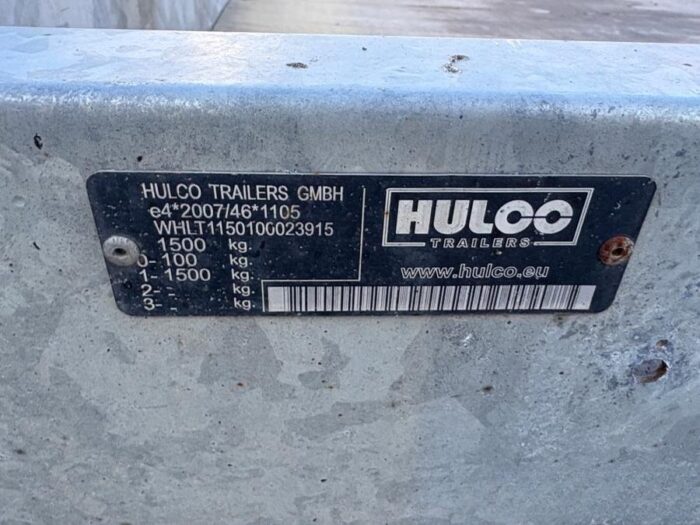 HULCO TRAILERS GMBH
e4*2007/46*1105
WHLT1150100023915
1500 kg.
0- 100 kg.
1- 1500 kg.
2- - kg.
3- - kg.
HULCO
TRAILERS
www.hulco.eu